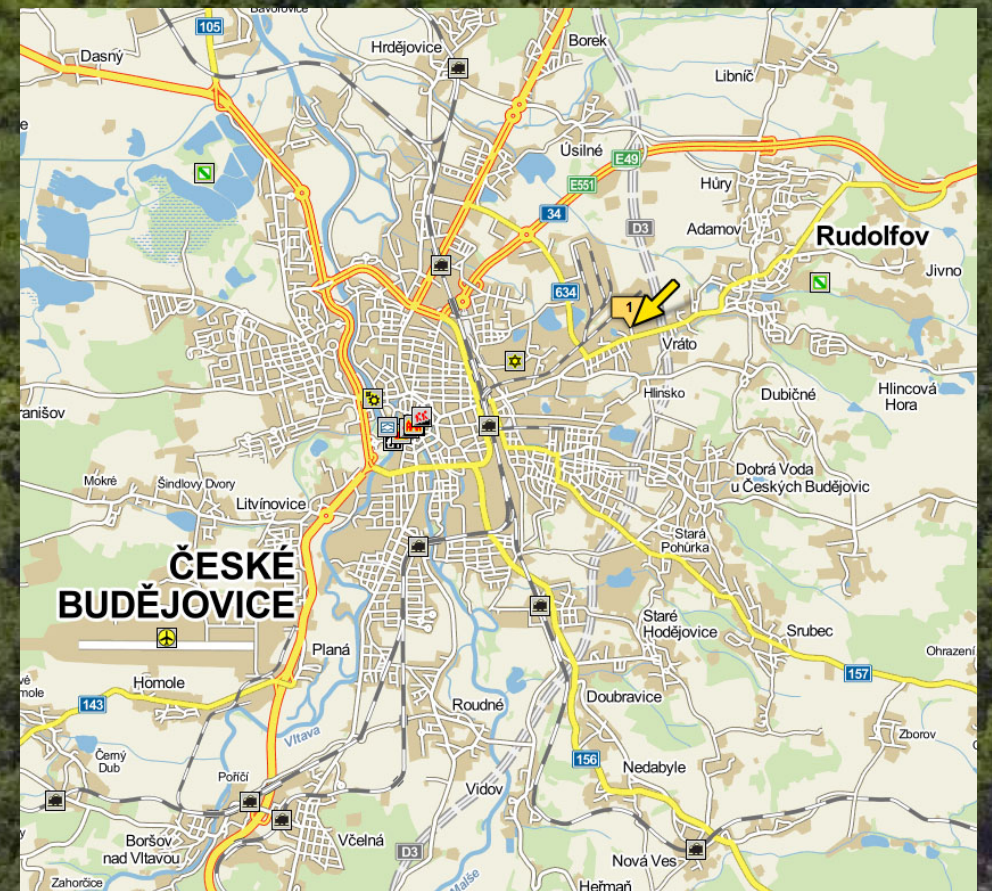 Bavorovice
105
Dasný
Hrdějovice
Borek
Libníč
Úsilné
E49
E551
Hůry
34
D3
Adamov
Rudolfov
Jivno
634
1
Vráto
Hlinsko
Dubičné
Hlincová
Hora
ranišov
Mokré
Šindlovy Dvory
Litvínovice
Dobrá Voda
u Českých Budějovic
Stará
Pohůrka
ČESKÉ
BUDĚJOVICE
Staré
Hodějovice
Srubec
Planá
Ohrazení
157
Homole
143
Roudné
Doubravice
Vltava
Zborov
Černý
Dub
156
Nedabyle
Poříčí
Vidov
Boršov
nad Vltavou
Včelná
D3
Nová Ves
Zahorčice
Malše
Heřmaň